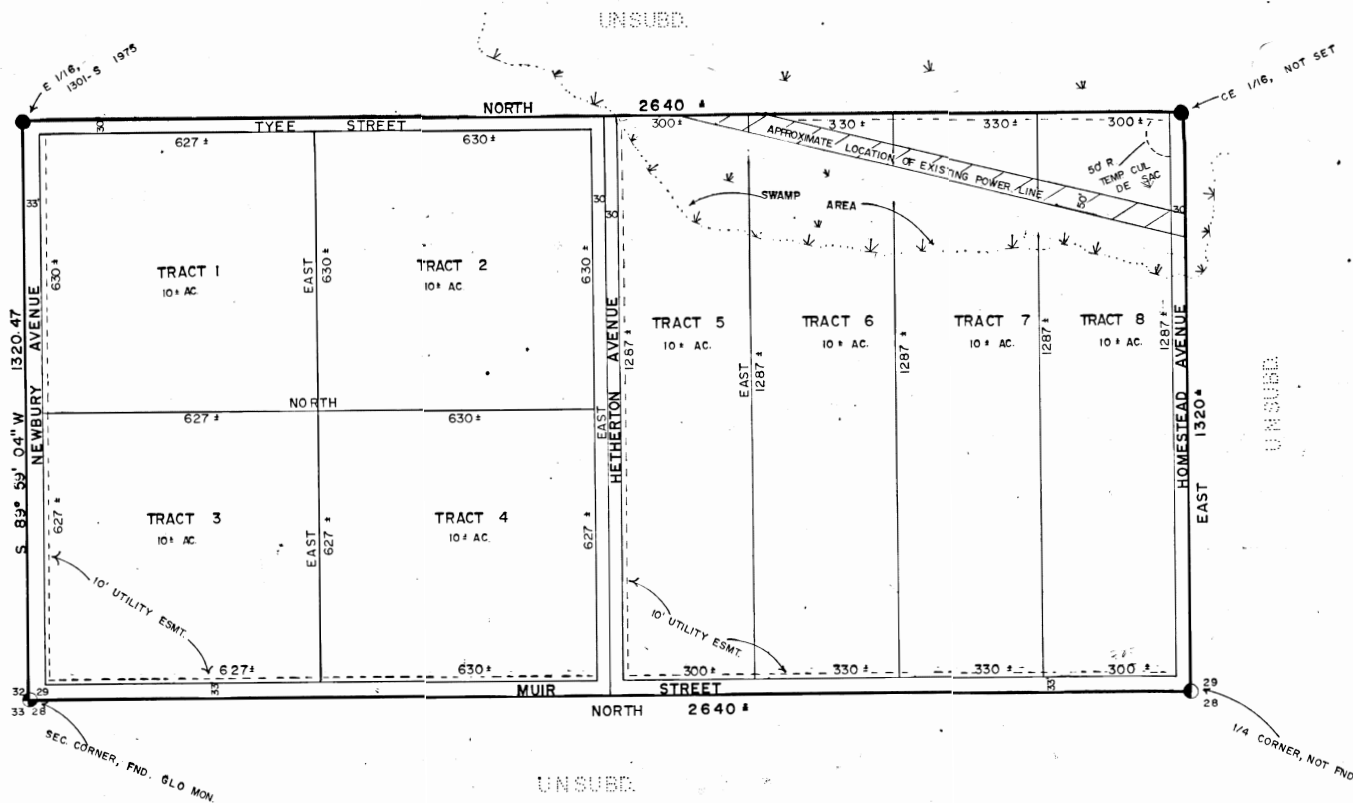 UNSUBD.
E 1/16,
1301-S 1975
CE 1/16, NOT SET
NORTH 2640 ±
TYEE STREET
30
627 ±
630 ±
300 ±
330 ±
330 ±
300 ±
APPROXIMATE LOCATION OF EXISTING POWER LINE
50'
50' R
TEMP CUL
DE SAC
30
33'
30
30
SWAMP AREA
S 89° 59' 04" W 1320.47
NEWBURY AVENUE
630 ±
TRACT 1
10 ± AC.
EAST
630 ±
TRACT 2
10 ± AC.
630 ±
HETHERTON AVENUE
EAST
1287 ±
TRACT 5
10 ± AC.
EAST
1287 ±
TRACT 6
10 ± AC.
1287 ±
TRACT 7
10 ± AC.
1287 ±
TRACT 8
10 ± AC.
1287 ±
HOMESTEAD AVENUE
EAST 1320 ±
UNSUBD.
NORTH
627 ±
630 ±
627 ±
TRACT 3
10 ± AC.
EAST
627 ±
TRACT 4
10 ± AC.
627 ±
10' UTILITY ESMT.
10' UTILITY ESMT.
627 ±
630 ±
300 ±
330 ±
330 ±
300 ±
33
MUIR STREET
33
NORTH 2640 ±
32 29
33 28
29
28
SEC. CORNER, FND. GLO MON.
1/4 CORNER, NOT FND
UNSUBD.